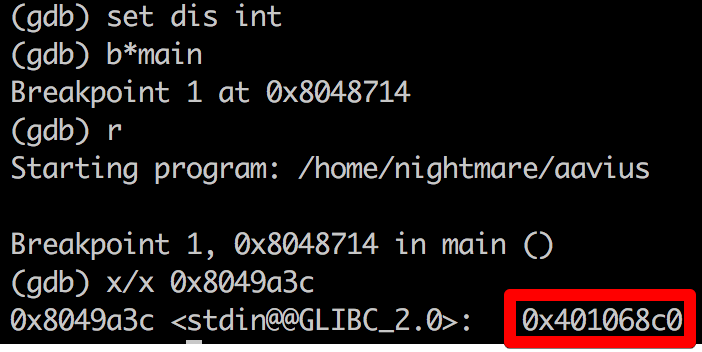 (gdb) set dis int
(gdb) b*main
Breakpoint 1 at 0x8048714
(gdb) r
Starting program: /home/nightmare/aavius
Breakpoint 1, 0x8048714 in main ()
(gdb) x/x 0x8049a3c
0x8049a3c <stdin@@GLIBC_2.0>: 0x401068c0